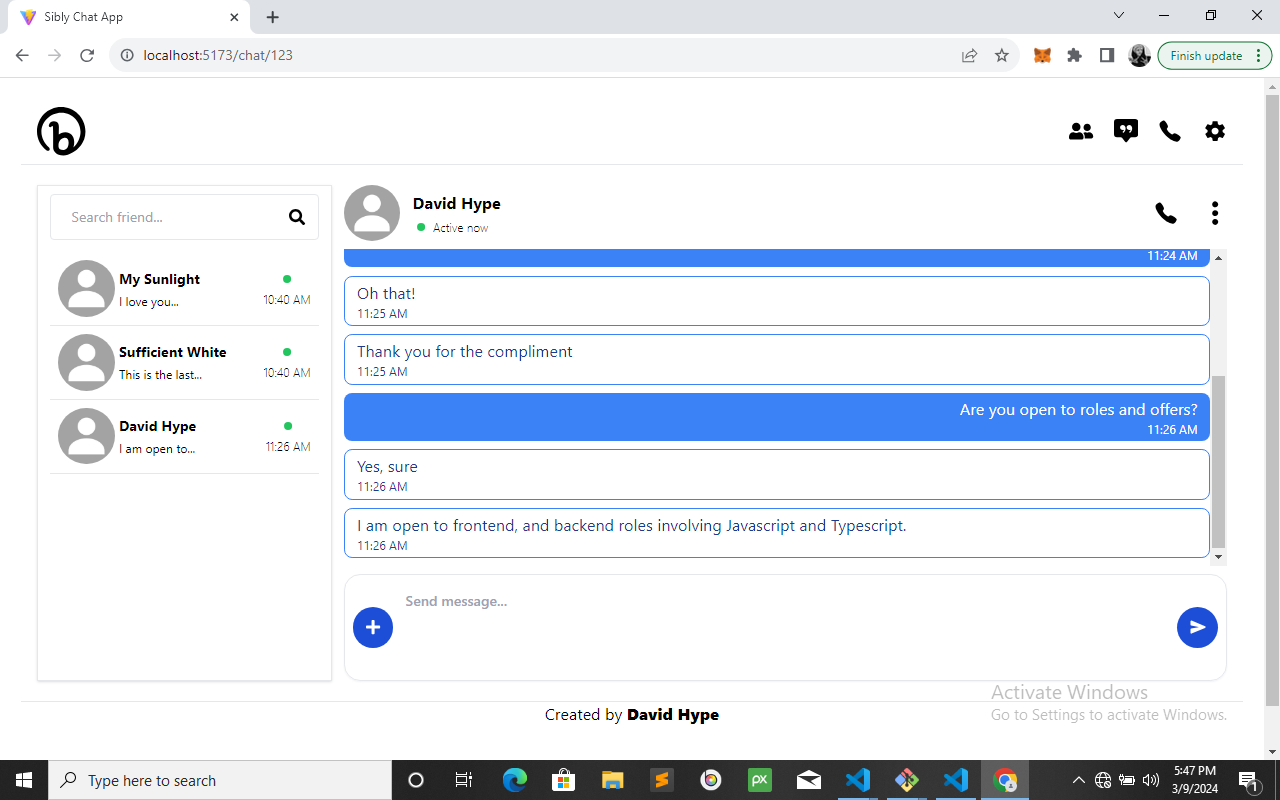 Sibly Chat App
localhost:5173/chat/123
Finish update
b
David Hype
Active now
Search friend...
My Sunlight
I love you...
10:40 AM
Sufficient White
This is the last...
10:40 AM
David Hype
I am open to...
11:26 AM
11:24 AM
Oh that!
11:25 AM
Thank you for the compliment
11:25 AM
Are you open to roles and offers?
11:26 AM
Yes, sure
11:26 AM
I am open to frontend, and backend roles involving Javascript and Typescript.
11:26 AM
Send message...
Activate Windows
Go to Settings to activate Windows.
Created by David Hype
Type here to search
px
5:47 PM
3/9/2024
1